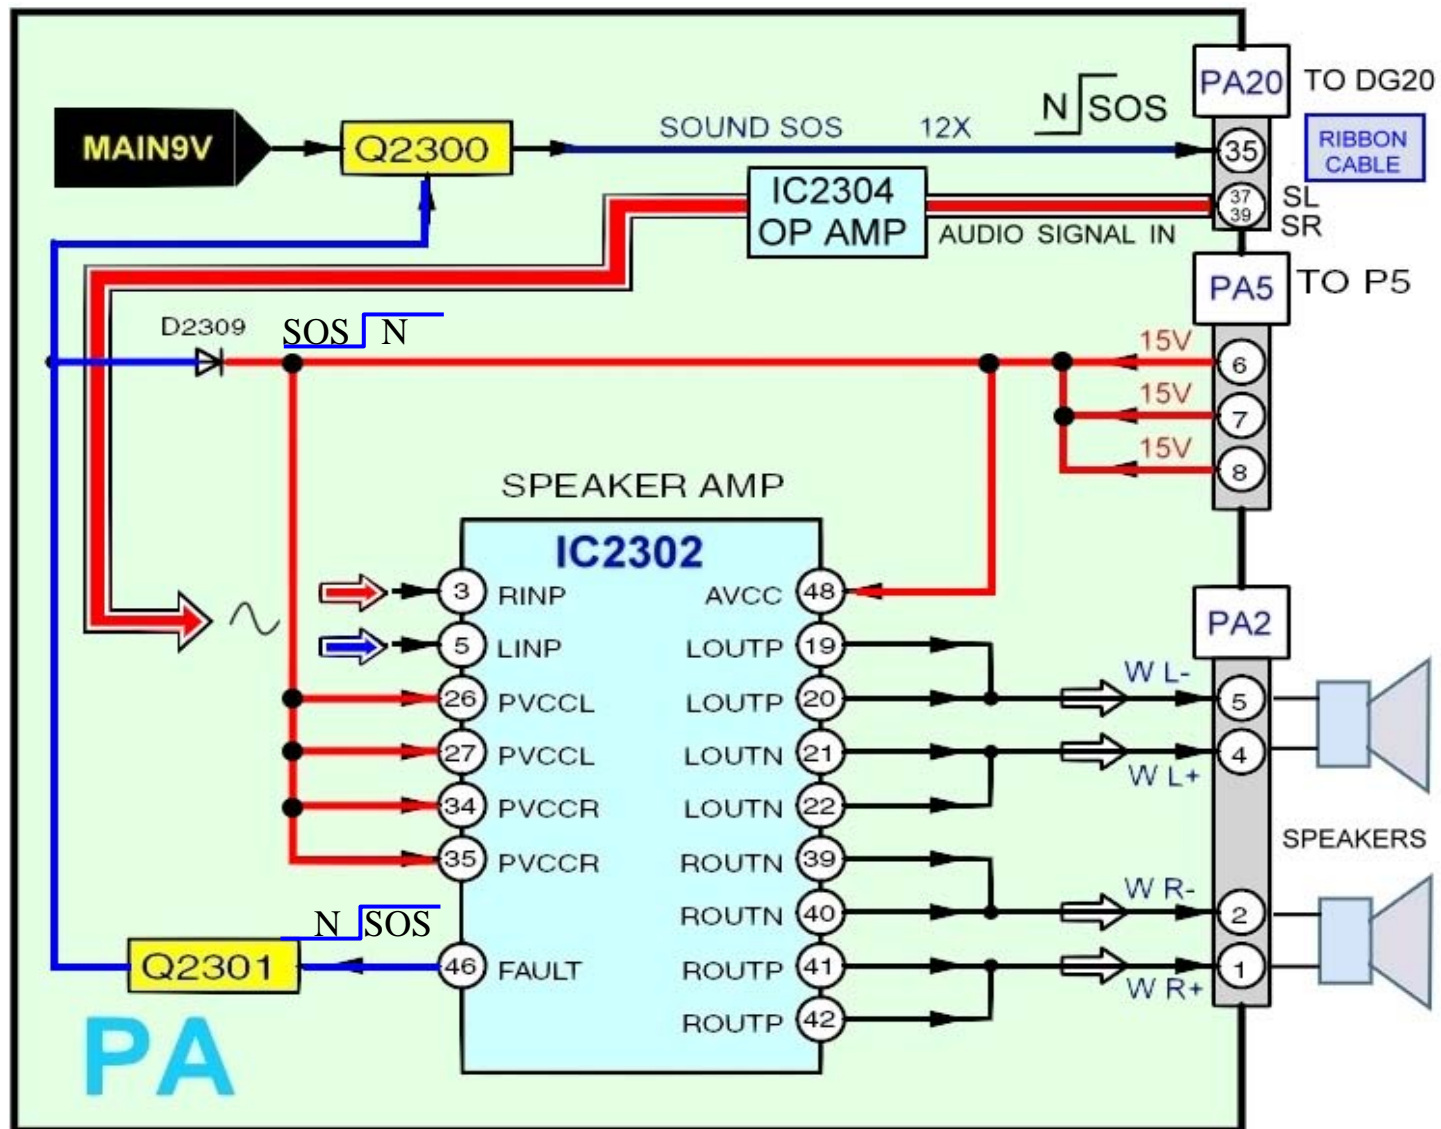 PA20 TO DG20
N SOS
MAIN9V
Q2300
SOUND SOS 12X
35
RIBBON
CABLE
IC2304
OP AMP
37
39
SL
SR
AUDIO SIGNAL IN
PA5 TO P5
D2309
SOS N
15V
6
15V
7
15V
8
SPEAKER AMP
IC2302
3 RINP
AVCC 48
5 LINP
LOUTP 19
26 PVCCL
LOUTP 20
27 PVCCL
LOUTN 21
34 PVCCR
LOUTN 22
35 PVCCR
ROUTN 39
ROUTN 40
46 FAULT
ROUTP 41
ROUTP 42
PA2
W L-
5
W L+
4
SPEAKERS
W R-
2
W R+
1
N SOS
Q2301
PA